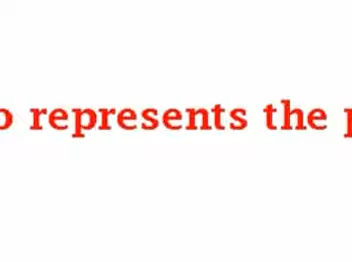 o represents the p